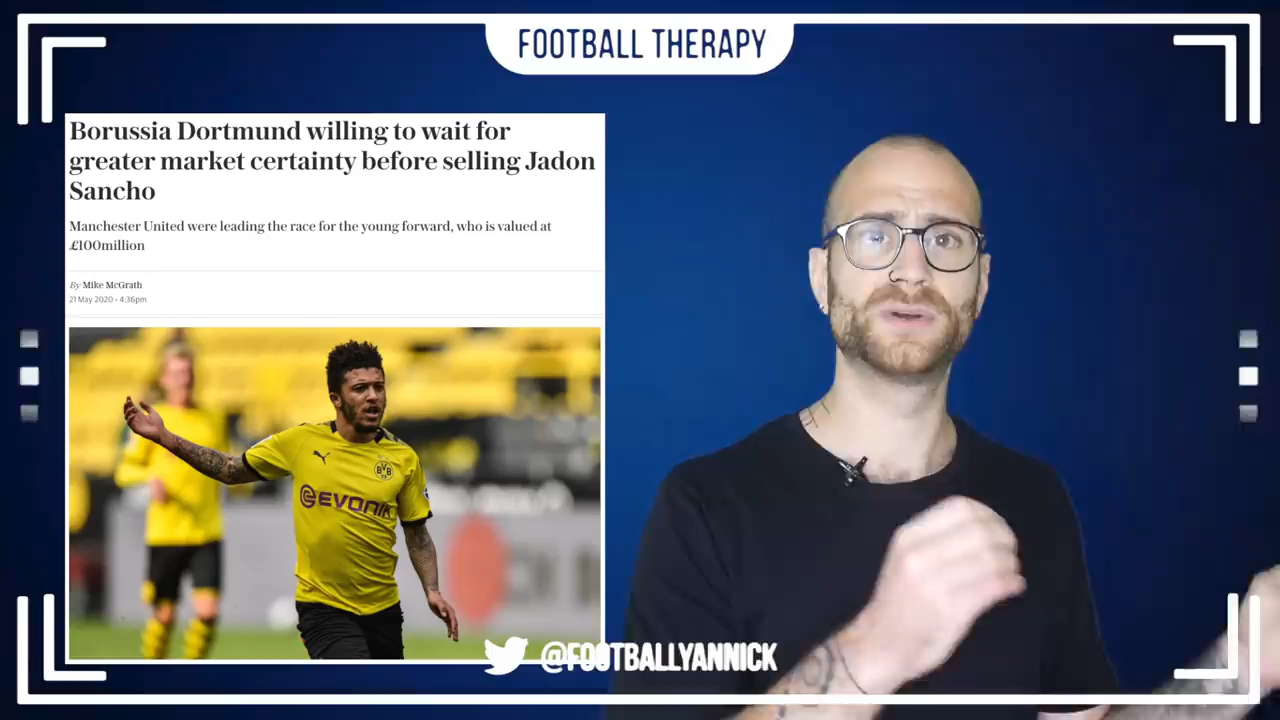 FOOTBALL THERAPY
Borussia Dortmund willing to wait for
greater market certainty before selling Jadon
Sancho
Manchester United were leading the race for the young forward, who is valued at
£100million
By Mike McGrath
21 May 2020 • 4:36pm
BVB
EVONIK
@FOOTBALLYANNICK